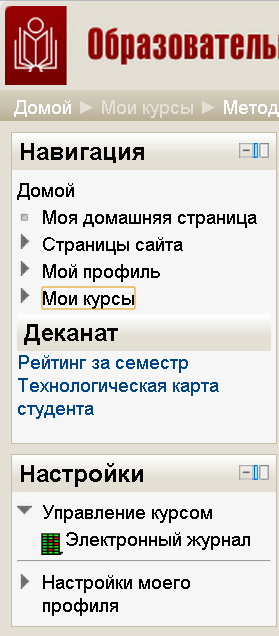 Образователь
Домой Мои курсы Метод
Навигация
Домой
Моя домашняя страница
Страницы сайта
Мой профиль
Мои курсы
Деканат
Рейтинг за семестр
Технологическая карта
студента
Настройки
Управление курсом
Электронный журнал
Настройки моего
профиля